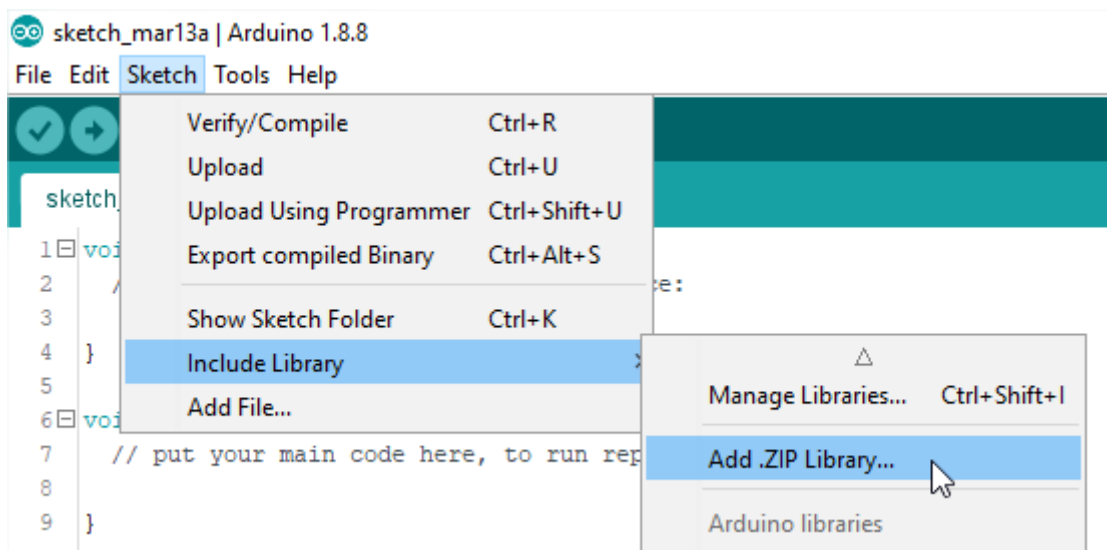 sketch_mar13a | Arduino 1.8.8
File Edit Sketch Tools Help
Verify/Compile Ctrl+R
Upload Ctrl+U
sketch_
Upload Using Programmer Ctrl+Shift+U
1 voi
Export compiled Binary Ctrl+Alt+S
2 / e:
3
Show Sketch Folder Ctrl+K
4 }
Include Library
5
Manage Libraries... Ctrl+Shift+I
Add File...
6 voi
7 // put your main code here, to run rep
Add .ZIP Library...
8
9 }
Arduino libraries